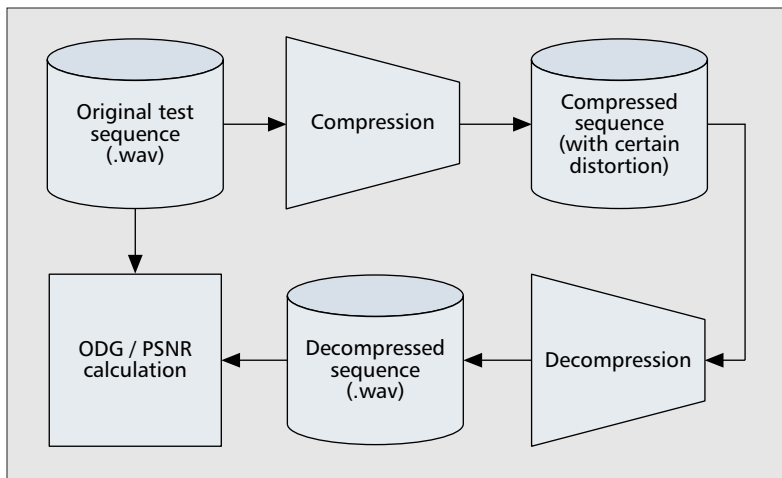 Original test
sequence
(.wav)
Compression
Compressed
sequence
(with certain
distortion)
ODG / PSNR
calculation
Decompressed
sequence
(.wav)
Decompression